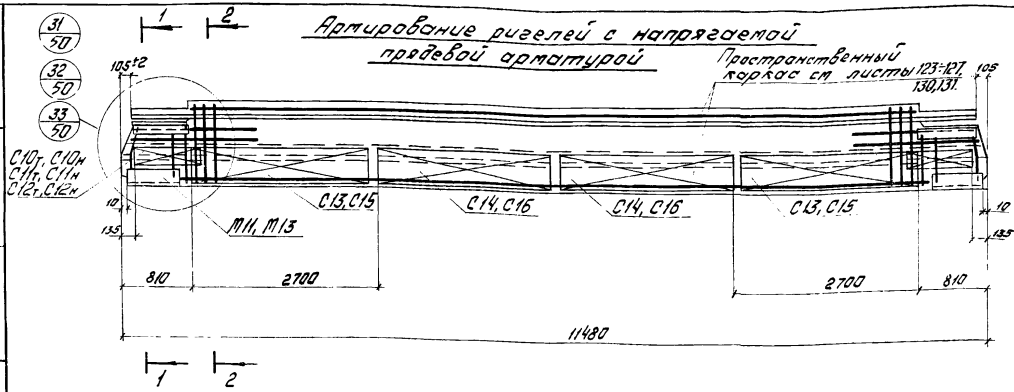 31
50
32
50
33
50
1
2
Армирование ригелей с напрягаемой
прядевой арматурой
Пространственный
каркас см листы 123÷127,
130,131.
105±2
105
С10т, С10н
С11т, С11н
С12т, С12н
С13, С15
С14, С16
С14, С16
С13, С15
М11, М13
10
135
10
135
810
2700
2700
810
11480
1
2